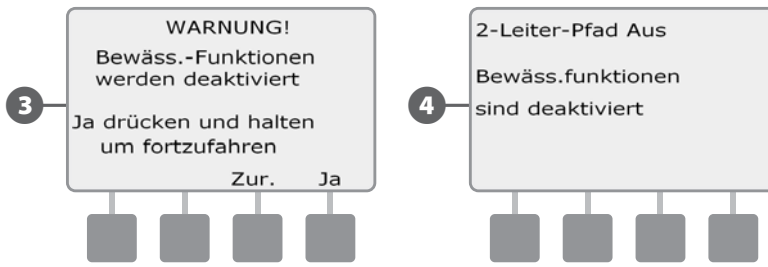 3
WARNUNG!
Bewäss.-Funktionen
werden deaktiviert
Ja drücken und halten
um fortzufahren
Zur. Ja
4
2-Leiter-Pfad Aus
Bewäss.funktionen
sind deaktiviert